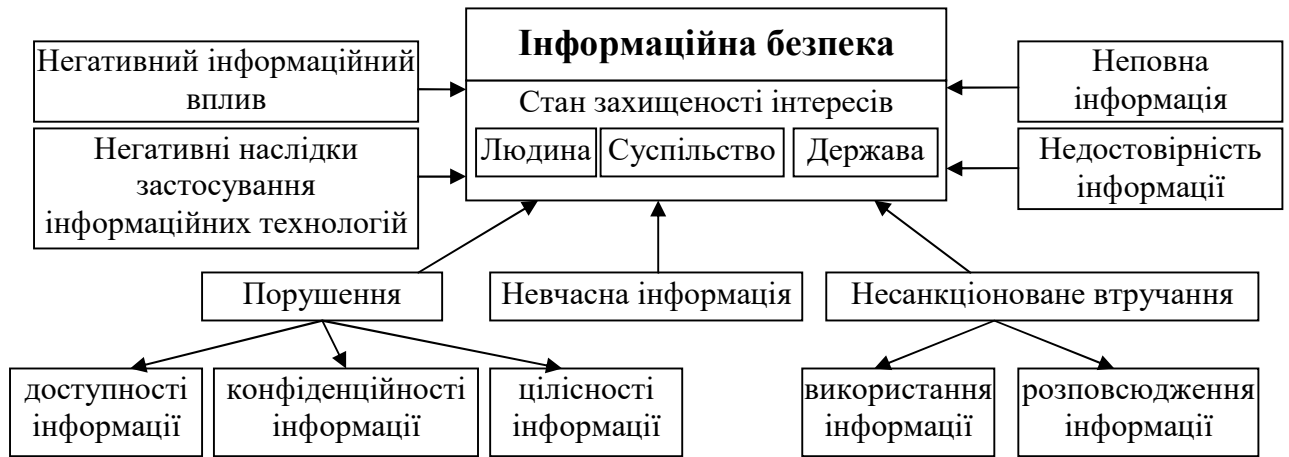 Інформаційна безпека
Негативний інформаційний
вплив
Стан захищеності інтересів
Людина
Суспільство
Держава
Неповна
інформація
Негативні наслідки
застосування
інформаційних технологій
Недостовірність
інформації
Порушення
Невчасна інформація
Несанкціоноване втручання
доступності
інформації
конфіденційності
інформації
цілісності
інформації
використання
інформації
розповсюдження
інформації